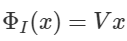 Φ_I(x) = Vx